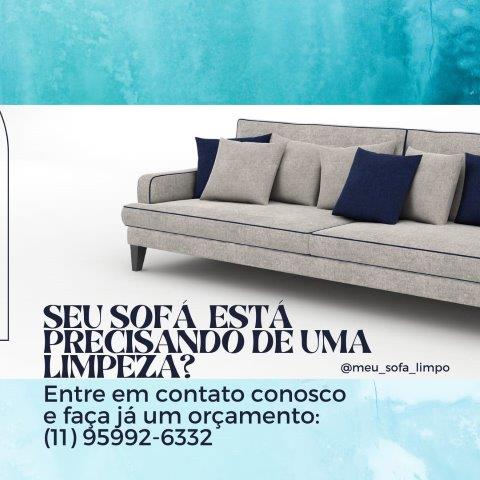 SEU SOFÁ ESTÁ
PRECISANDO DE UMA
LIMPEZA?
@meu_sofa_limpo
Entre em contato conosco
e faça já um orçamento:
(11) 95992-6332